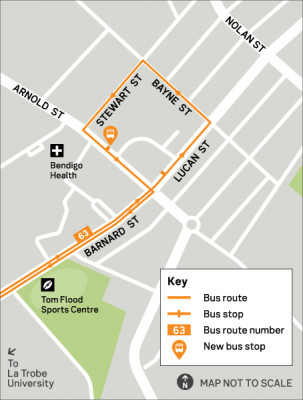 NOLAN ST
STEWART ST
BAYNE ST
ARNOLD ST
LUCAN ST
Bendigo
Health
63
BARNARD ST
Tom Flood
Sports Centre
Key
Bus route
Bus stop
63 Bus route number
New bus stop
To
La Trobe
University
N
MAP NOT TO SCALE